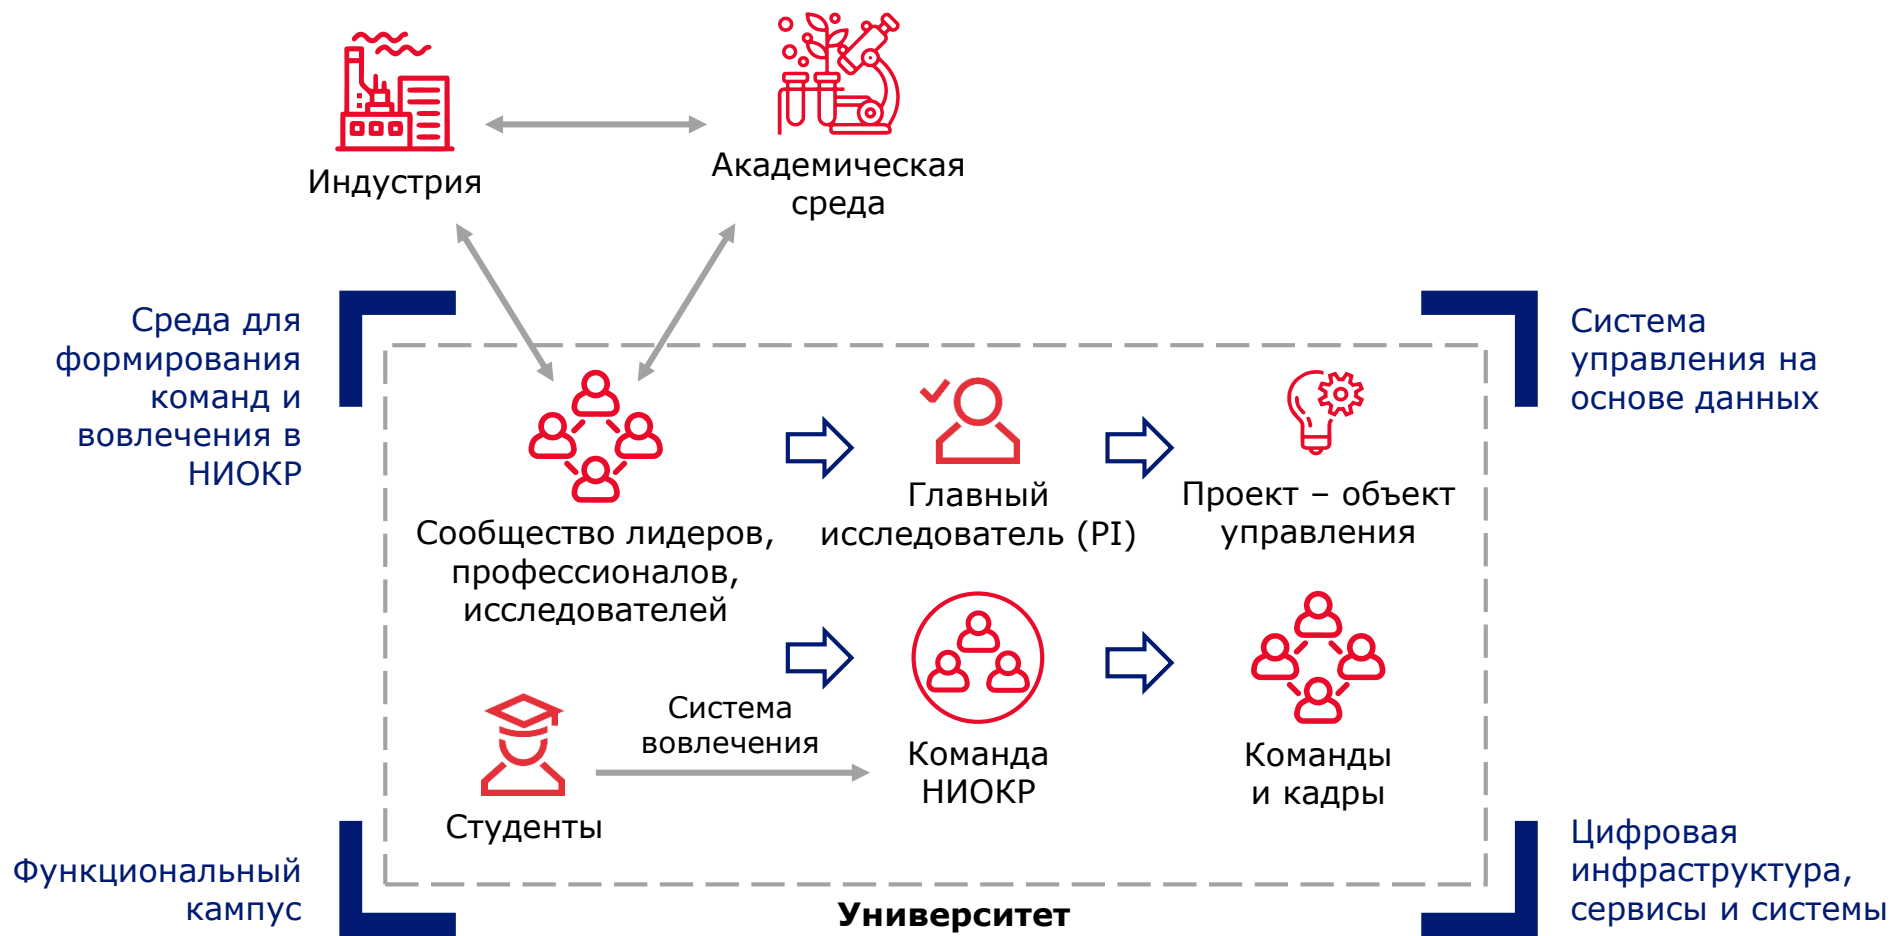 Индустрия
Академическая
среда
Среда для
формирования
команд и
вовлечения в
НИОКР
Система
управления на
основе данных
Сообщество лидеров,
профессионалов,
исследователей
Главный
исследователь (PI)
Проект – объект
управления
Студенты
Система
вовлечения
Команда
НИОКР
Команды
и кадры
Функциональный
кампус
Университет
Цифровая
инфраструктура,
сервисы и системы